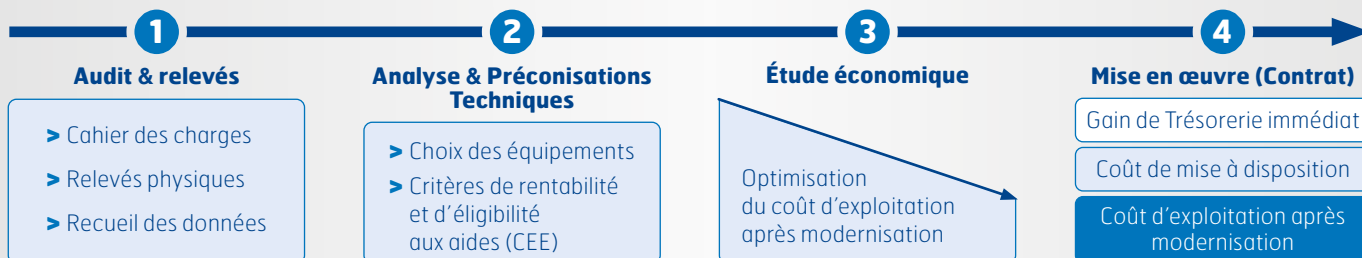 1
Audit & relevés
> Cahier des charges
> Relevés physiques
> Recueil des données
2
Analyse & Préconisations
Techniques
> Choix des équipements
> Critères de rentabilité
et d’éligibilité
aux aides (CEE)
3
Étude économique
Optimisation
du coût d’exploitation
après modernisation
4
Mise en œuvre (Contrat)
Gain de Trésorerie immédiat
Coût de mise à disposition
Coût d’exploitation après
modernisation